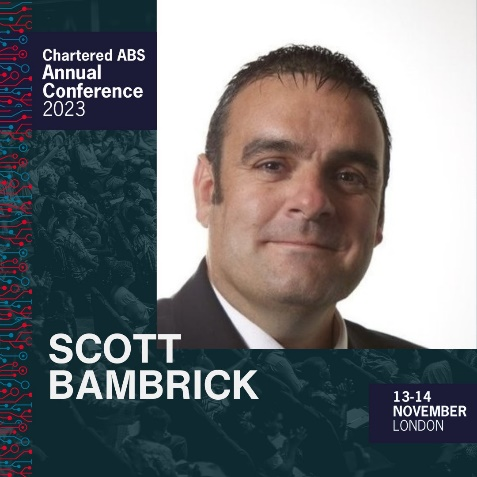 Chartered ABS
Annual
Conference
2023
SCOTT
BAMBRICK
13-14
NOVEMBER
LONDON